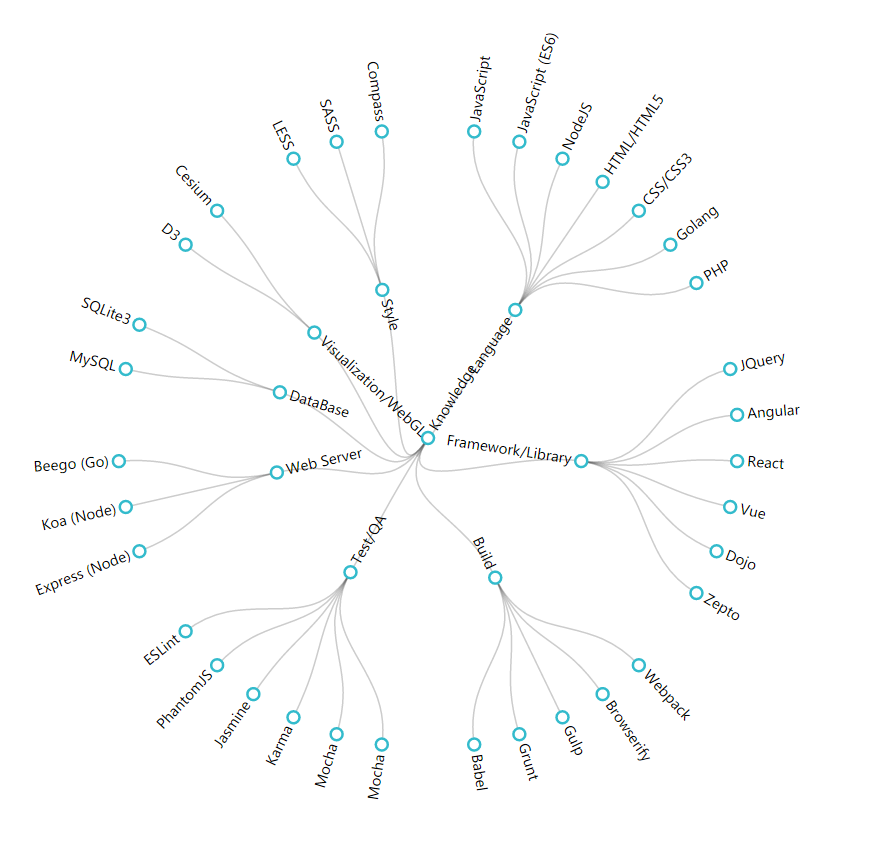 Knowledge
Language
JavaScript
JavaScript (ES6)
NodeJS
HTML/HTML5
CSS/CSS3
Golang
PHP
Framework/Library
JQuery
Angular
React
Vue
Dojo
Zepto
Build
Webpack
Browserify
Gulp
Grunt
Babel
Test/QA
Mocha
Mocha
Karma
Jasmine
PhantomJS
ESLint
Web Server
Express (Node)
Koa (Node)
Beego (Go)
DataBase
MySQL
SQLite3
Visualization/WebGL
D3
Cesium
Style
LESS
SASS
Compass